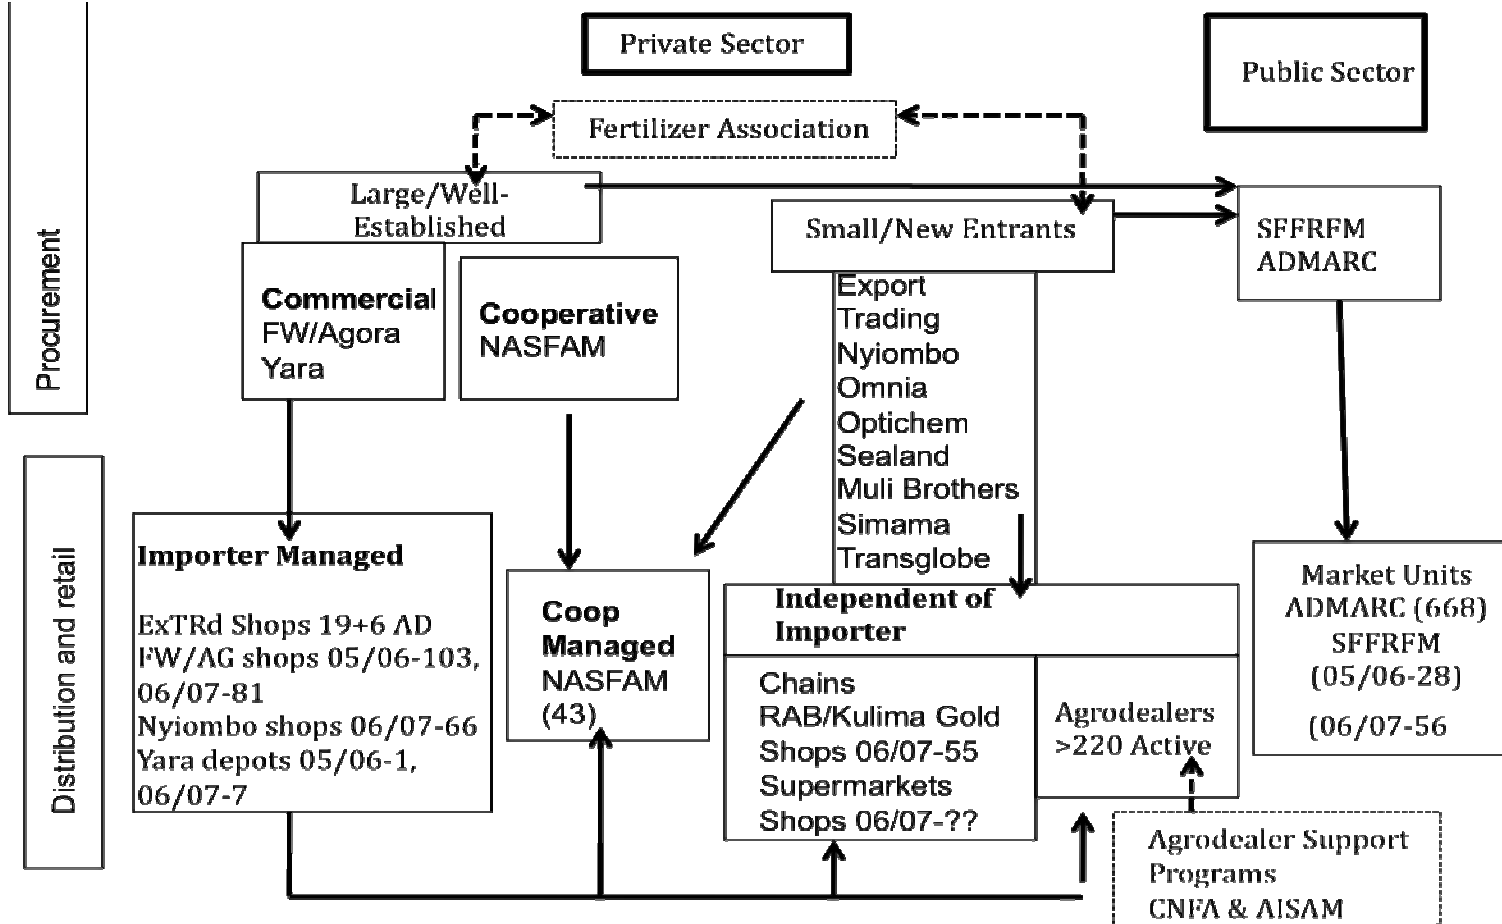 Private Sector
Public Sector
Fertilizer Association
Procurement
Large/Well-
Established
Small/New Entrants
SFFRFM
ADMARC
Commercial
FW/Agora
Yara
Cooperative
NASFAM
Export
Trading
Nyiombo
Omnia
Optichem
Sealand
Muli Brothers
Simama
Transglobe
Distribution and retail
Importer Managed
ExTRd Shops 19+6 AD
FW/AG shops 05/06-103,
06/07-81
Nyiombo shops 06/07-66
Yara depots 05/06-1,
06/07-7
Coop
Managed
NASFAM
(43)
Independent of
Importer
Chains
RAB/Kulima Gold
Shops 06/07-55
Supermarkets
Shops 06/07-??
Agrodealers
>220 Active
Market Units
ADMARC (668)
SFFRFM
(05/06-28)
(06/07-56
Agrodealer Support
Programs
CNFA & AISAM